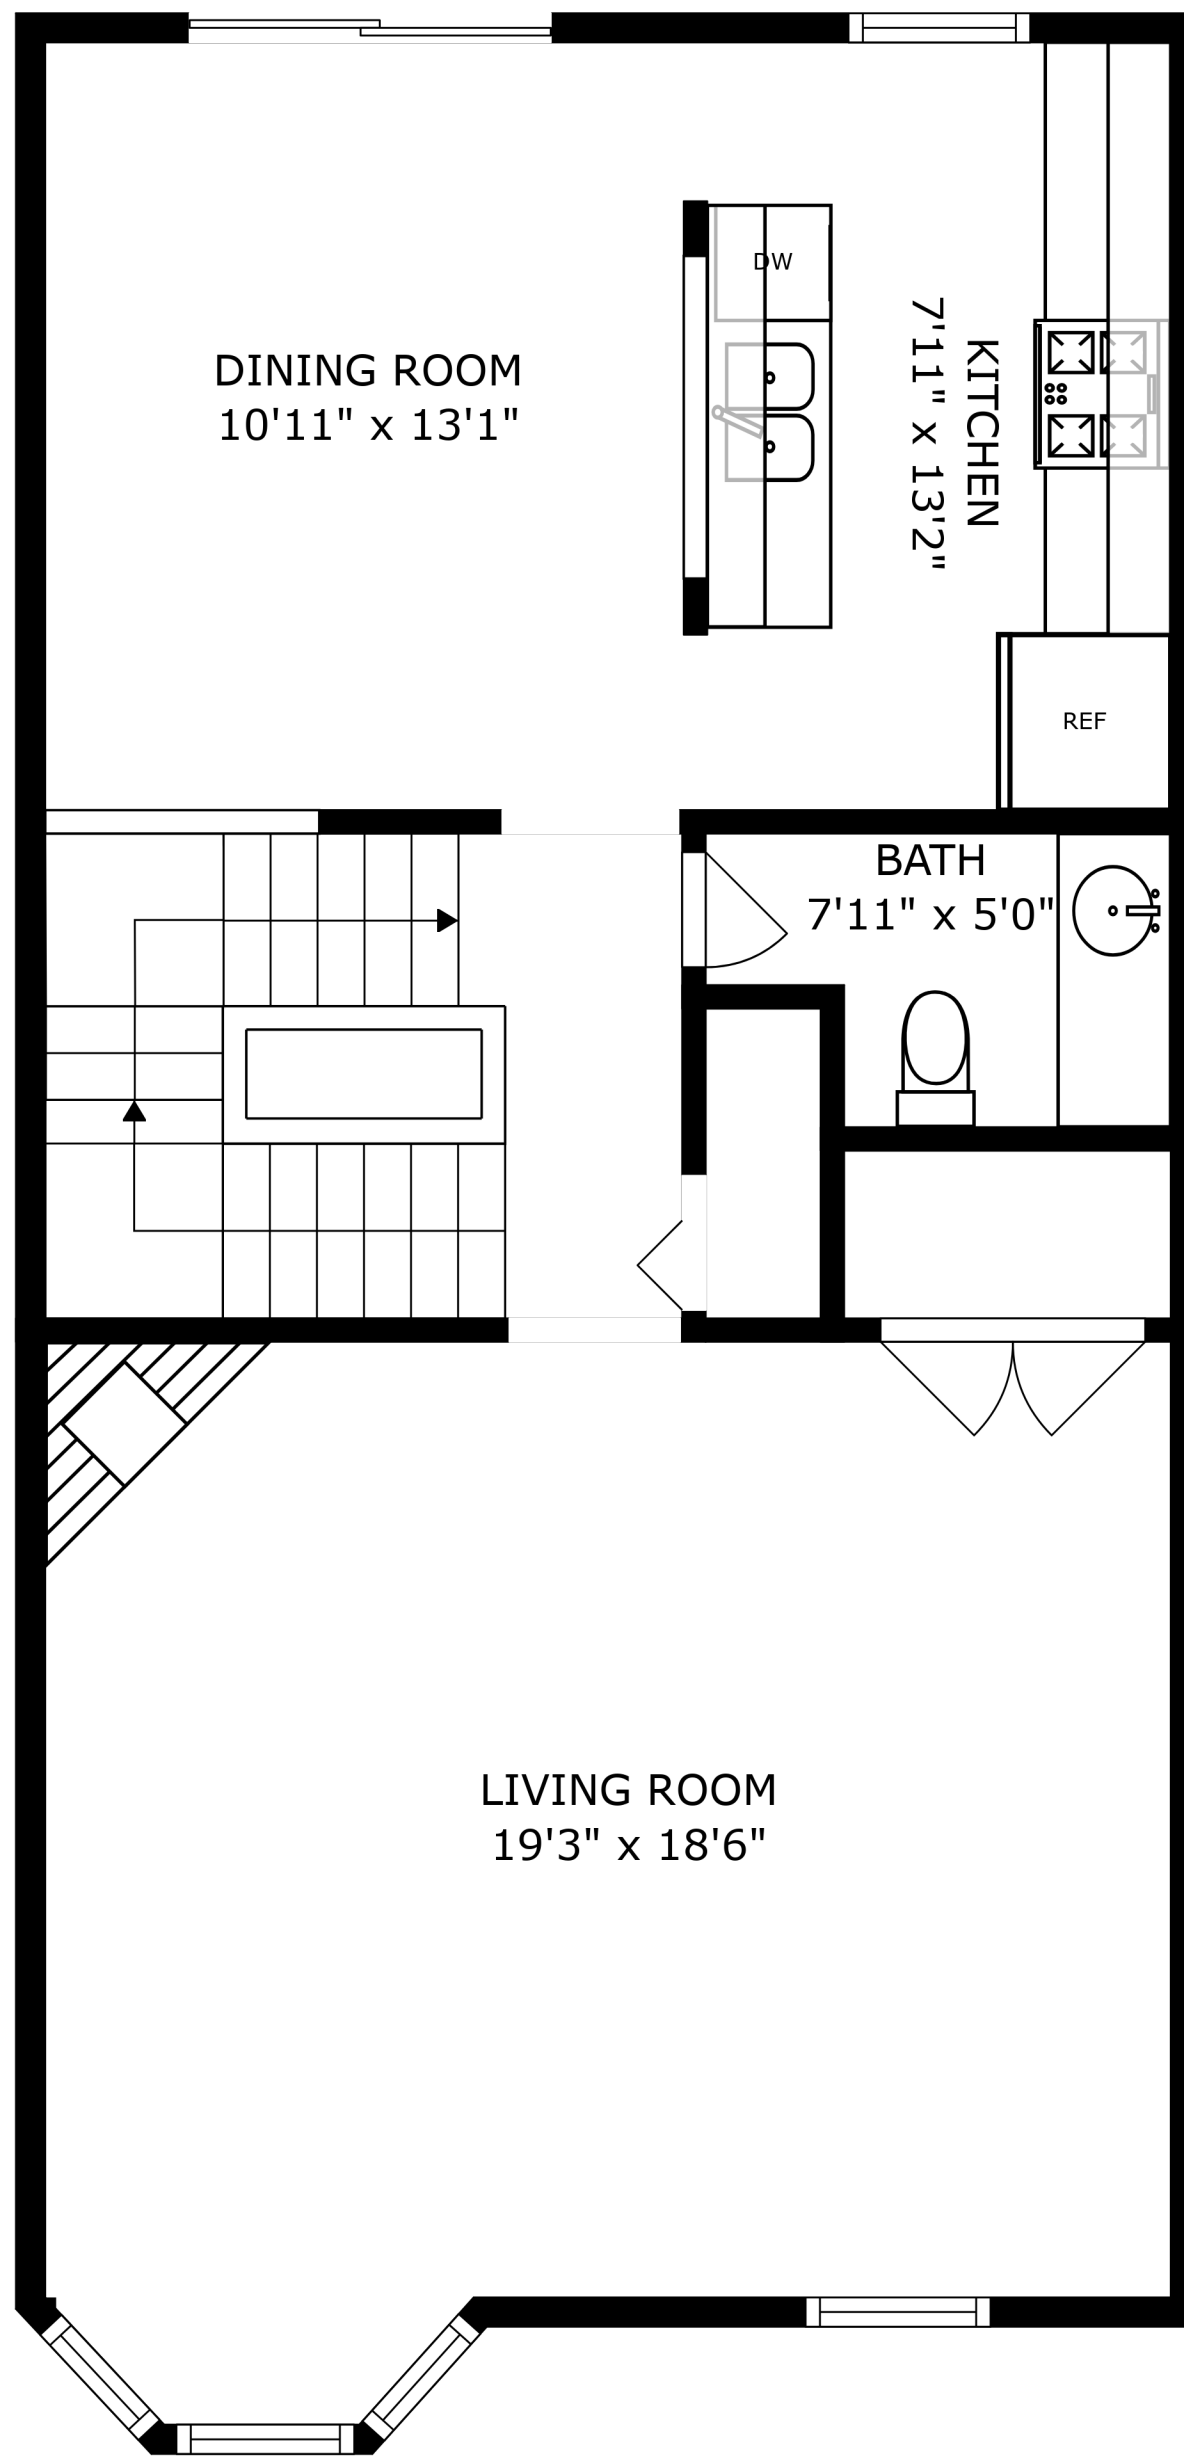 DW
DINING ROOM
10'11" x 13'1"
KITCHEN
7'11" x 13'2"
REF
BATH
7'11" x 5'0"
LIVING ROOM
19'3" x 18'6"